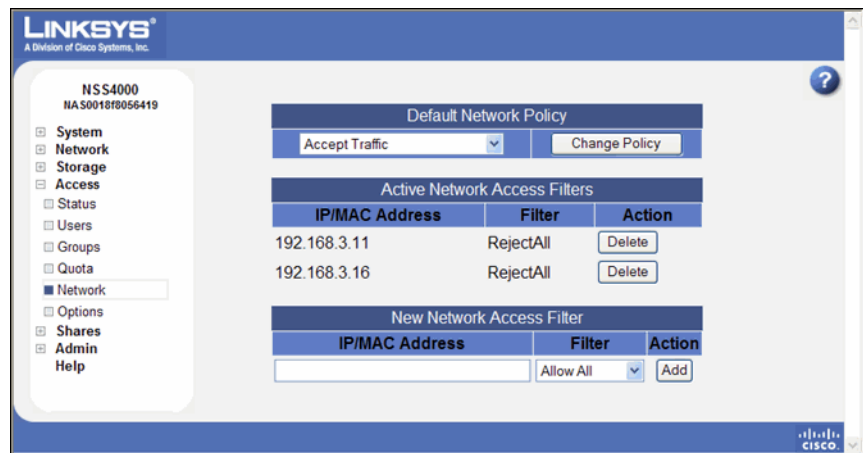 LINKSYS®
A Division of Cisco Systems, Inc.
NSS4000
NAS0018f8056419
System
Network
Storage
Access
Status
Users
Groups
Quota
Network
Options
Shares
Admin
Help
?
Default Network Policy
Accept Traffic Change Policy
Active Network Access Filters
IP/MAC Address Filter Action
192.168.3.11 RejectAll Delete
192.168.3.16 RejectAll Delete
New Network Access Filter
IP/MAC Address Filter Action
Allow All Add
CISCO.